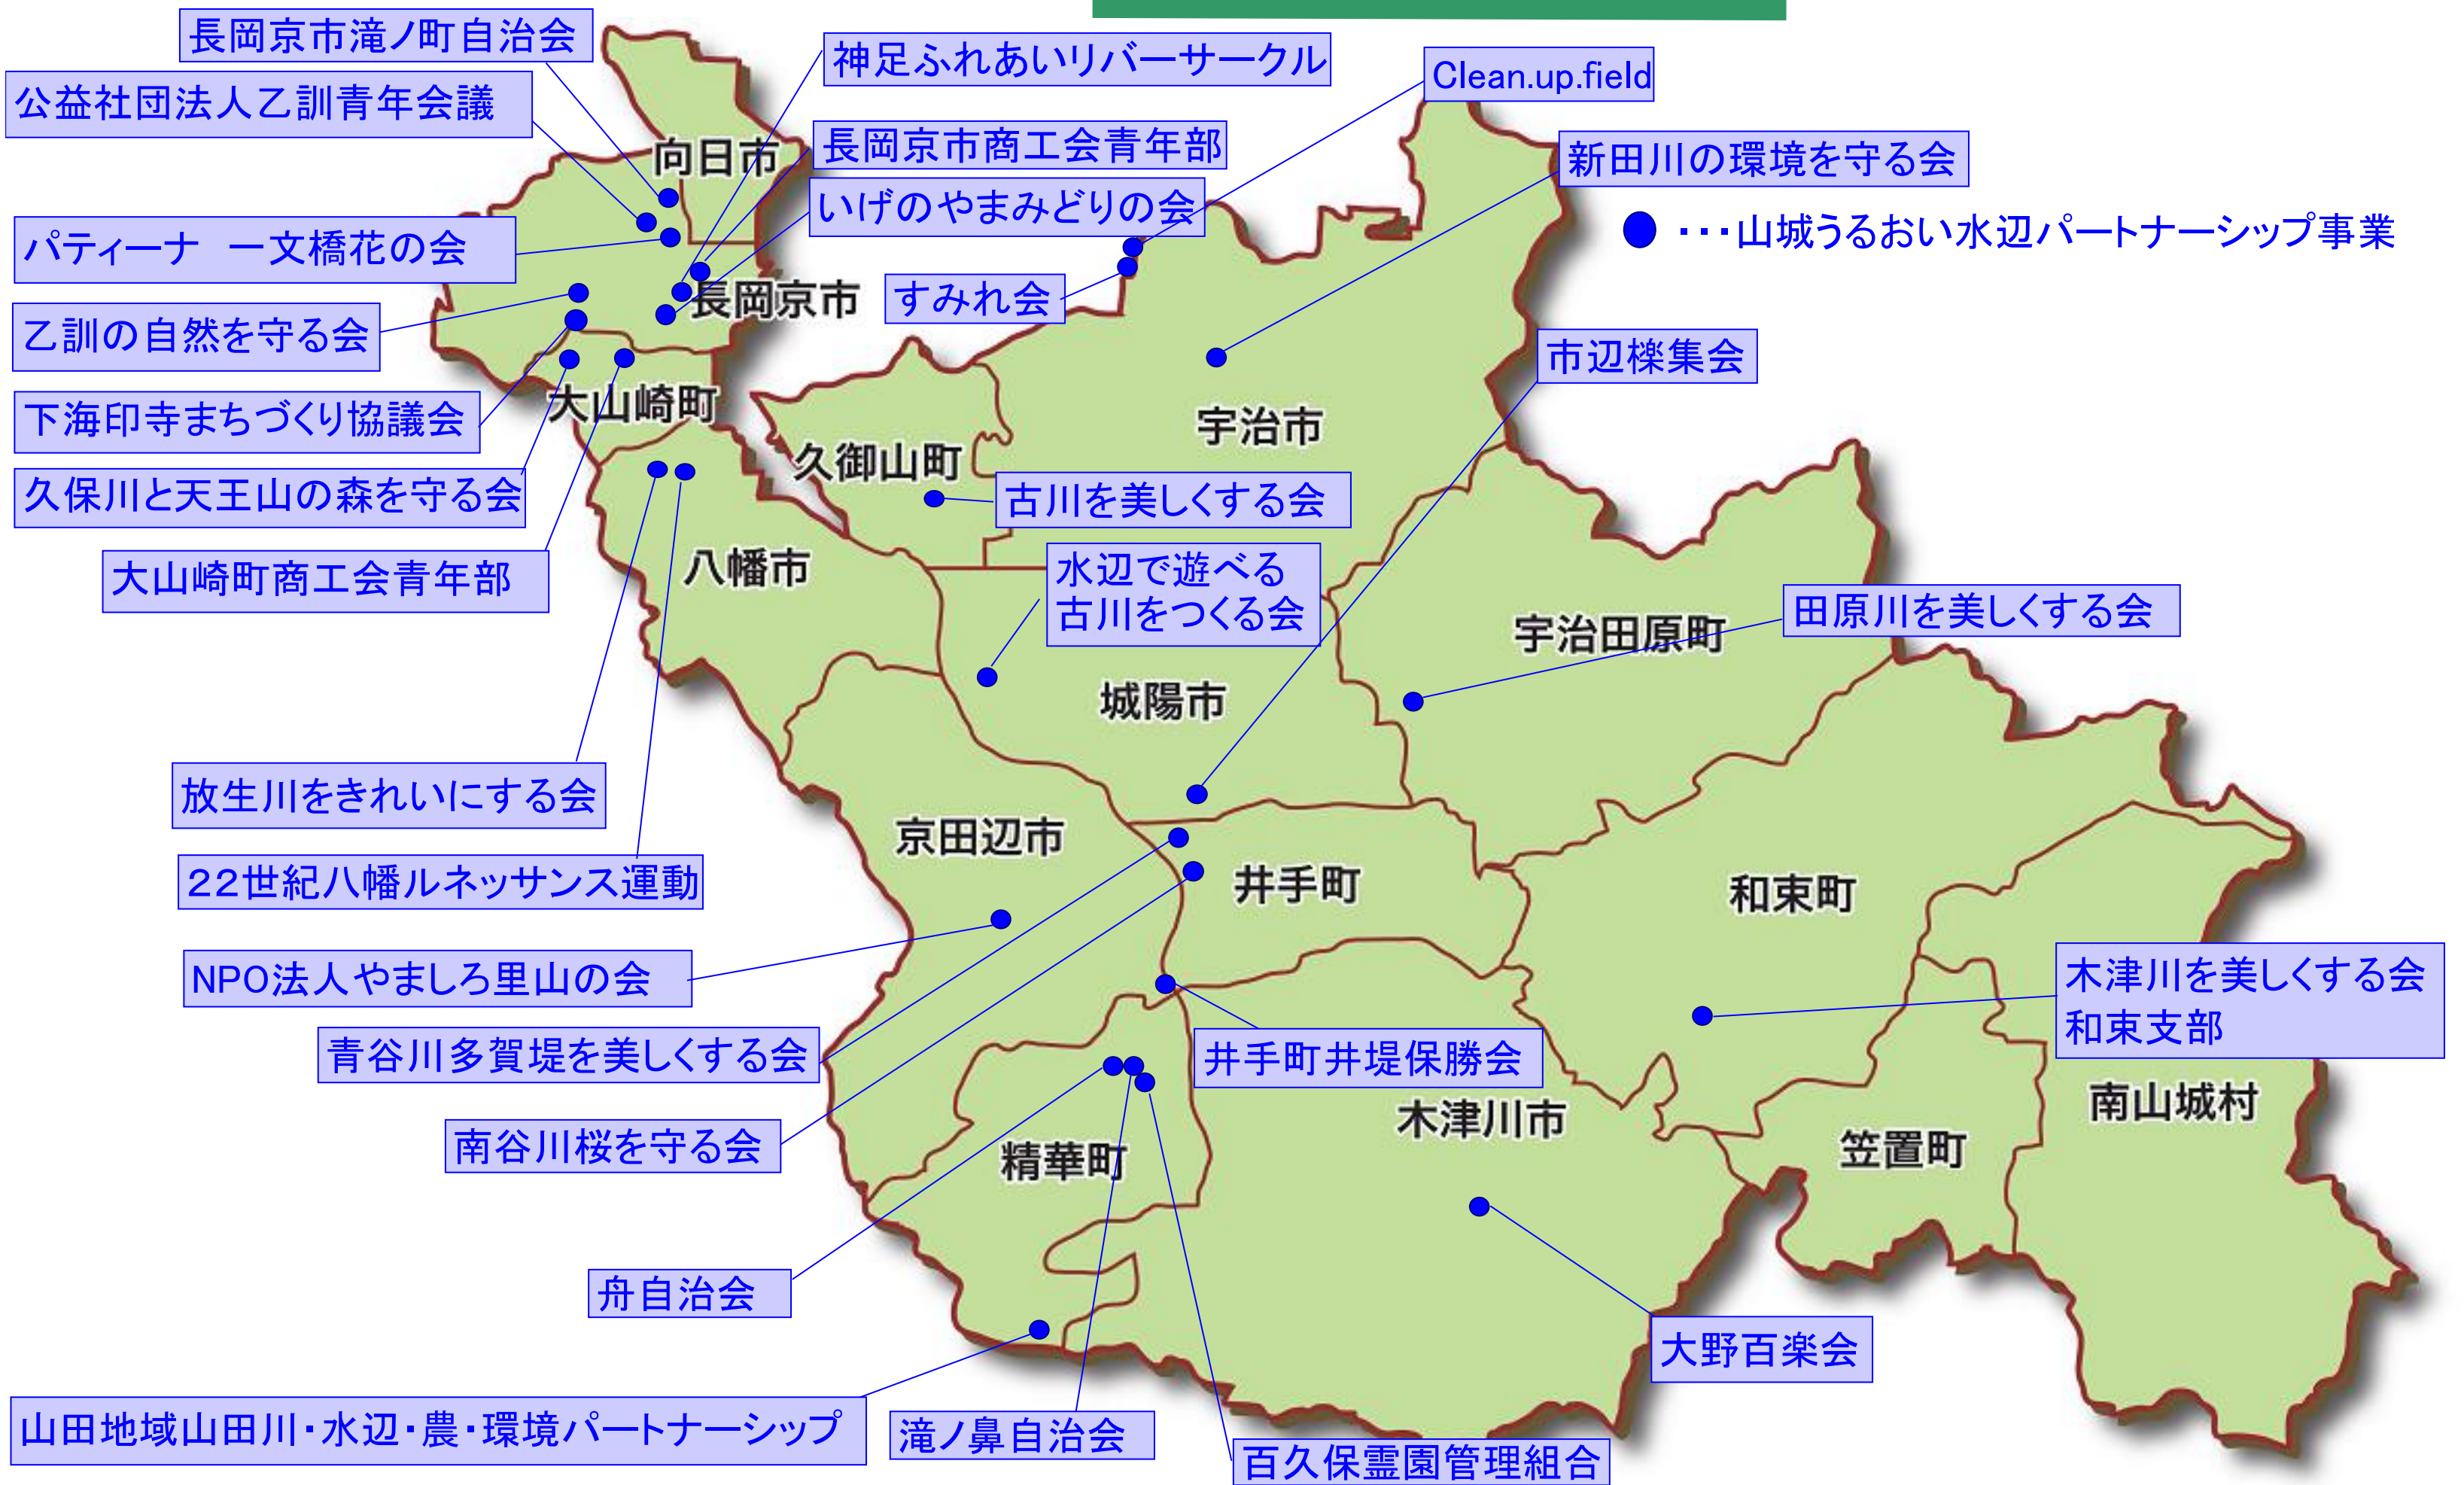 長岡京市滝ノ町自治会
神足ふれあいリバーサークル
Clean.up.field
公益社団法人乙訓青年会議
向日市
長岡京市商工会青年部
新田川の環境を守る会
いげのやまみどりの会
●・・・山城うるおい水辺パートナーシップ事業
パティーナ　一文橋花の会
長岡京市
すみれ会
乙訓の自然を守る会
市辺檪集会
大山崎町
下海印寺まちづくり協議会
宇治市
久御山町
久保川と天王山の森を守る会
古川を美しくする会
大山崎町商工会青年部
八幡市
水辺で遊べる
古川をつくる会
田原川を美しくする会
宇治田原町
城陽市
放生川をきれいにする会
京田辺市
22世紀八幡ルネッサンス運動
井手町
和束町
NPO法人やましろ里山の会
木津川を美しくする会
和束支部
青谷川多賀堤を美しくする会
井手町井堤保勝会
木津川市
南山城村
南谷川桜を守る会
精華町
笠置町
舟自治会
大野百楽会
山田地域山田川・水辺・農・環境パートナーシップ
滝ノ鼻自治会
百久保霊園管理組合